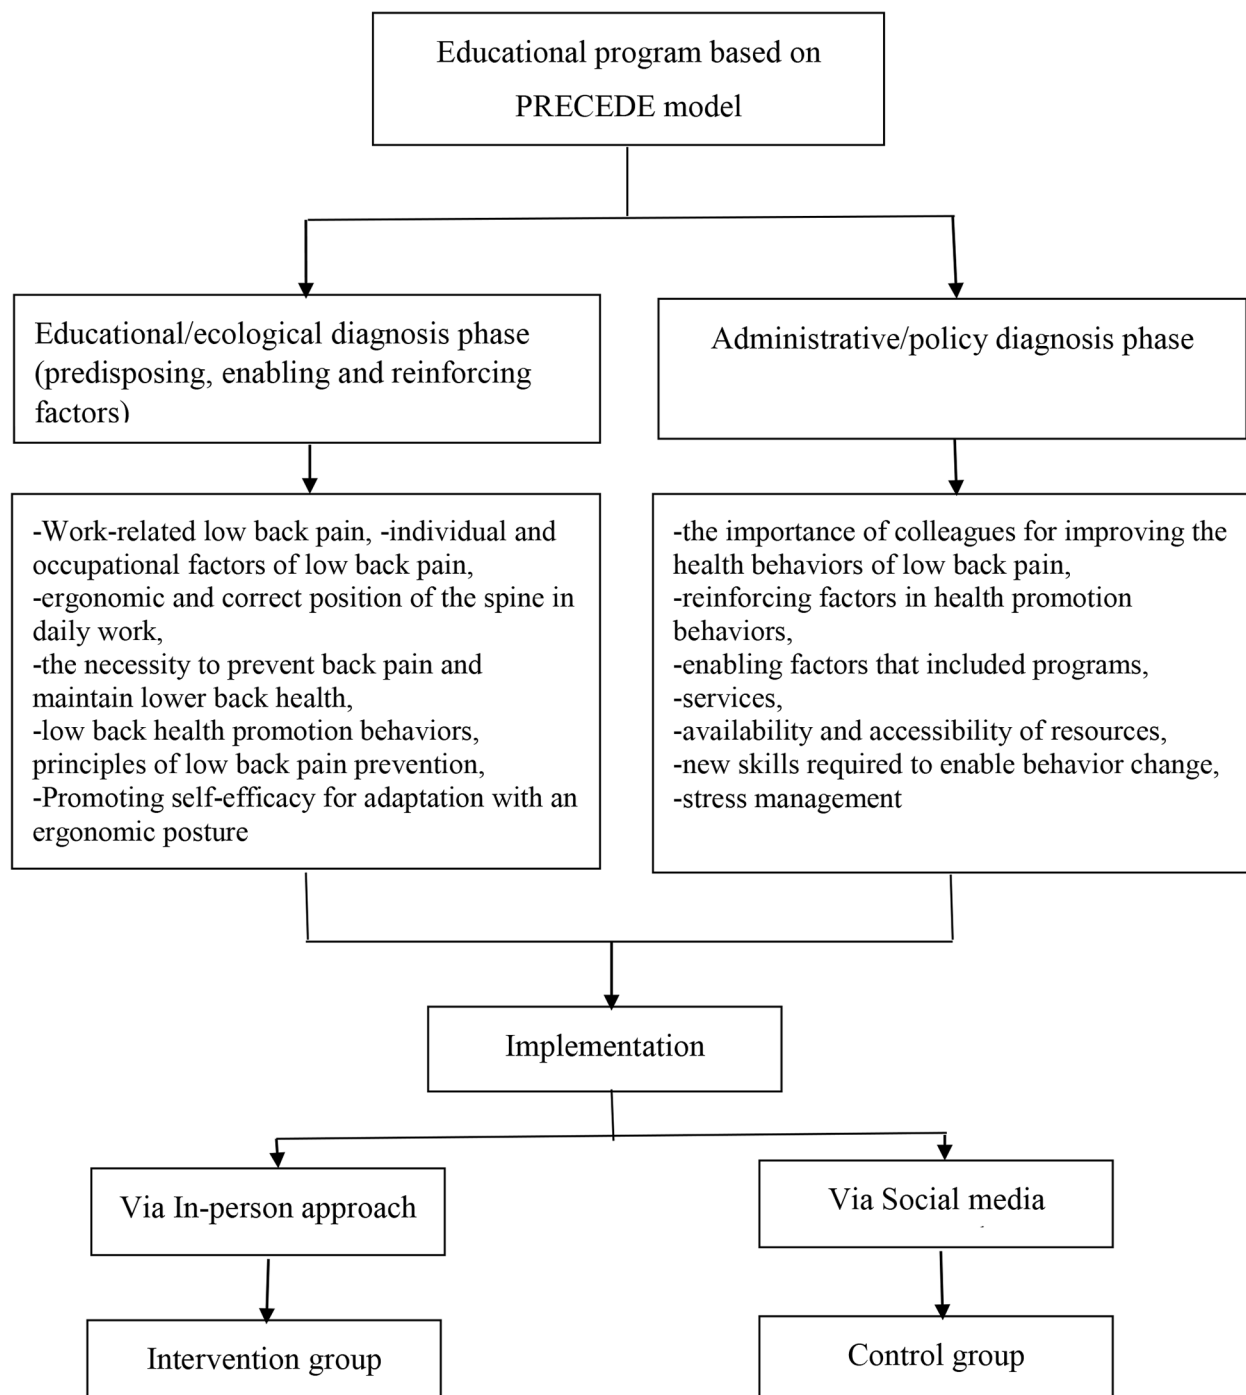 Educational program based on
PRECEDE model
Educational/ecological diagnosis phase
(predisposing, enabling and reinforcing
factors)
Administrative/policy diagnosis phase
-Work-related low back pain, -individual and
occupational factors of low back pain,
-ergonomic and correct position of the spine in
daily work,
-the necessity to prevent back pain and
maintain lower back health,
-low back health promotion behaviors,
principles of low back pain prevention,
-Promoting self-efficacy for adaptation with an
ergonomic posture
-the importance of colleagues for improving the
health behaviors of low back pain,
-reinforcing factors in health promotion
behaviors,
-enabling factors that included programs,
-services,
-availability and accessibility of resources,
-new skills required to enable behavior change,
-stress management
Implementation
Via In-person approach
Via Social media
Intervention group
Control group